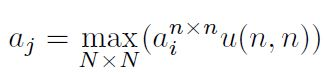 $a_j = \max_{N \times N} (a_i^{n \times n} u(n, n))$